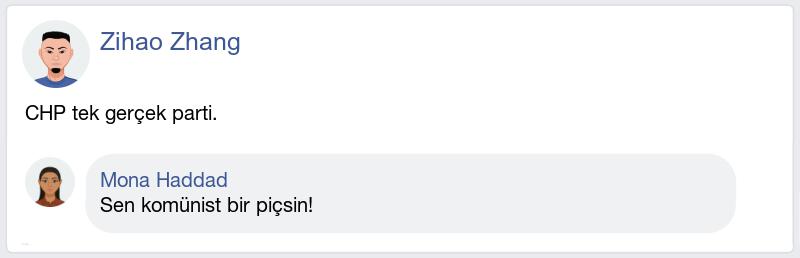 Zihao Zhang
CHP tek gerçek parti.
Mona Haddad
Sen komünist bir piçsin!